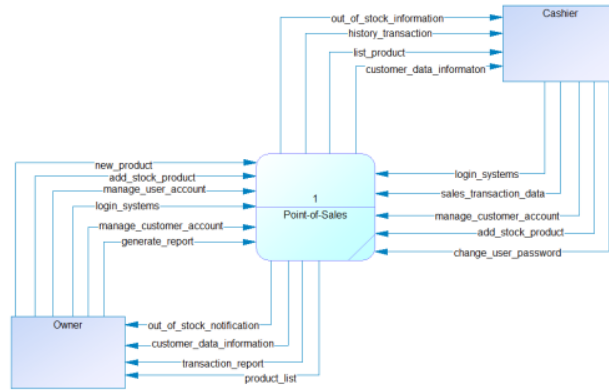 out_of_stock_information
Cashier
history_transaction
list_product
customer_data_informaton
new_product
add_stock_product
manage_user_account
login_systems
manage_customer_account
generate_report
1
Point-of-Sales
login_systems
sales_transaction_data
manage_customer_account
add_stock_product
change_user_password
Owner
out_of_stock_notification
customer_data_information
transaction_report
product_list